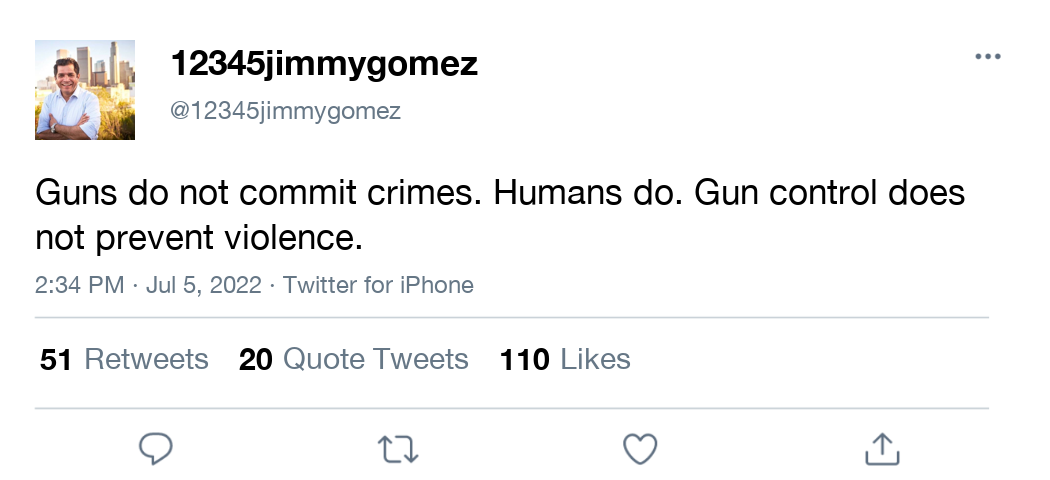 12345jimmygomez
@12345jimmygomez
Guns do not commit crimes. Humans do. Gun control does
not prevent violence.
2:34 PM · Jul 5, 2022 · Twitter for iPhone
51 Retweets 20 Quote Tweets 110 Likes